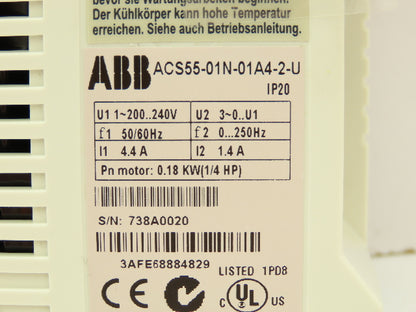 bevor sie Wartungsarbeiten beginnen.
Der Kühlkörper kann hohe Temperatur
erreichen. Siehe auch Betriebsanleitung.
ABB ACS55-01N-01A4-2-U
IP20
U1 1~200..240V U2 3~0..U1
f1 50/60Hz f2 0...250Hz
I1 4.4 A I2 1.4 A
Pn motor: 0.18 KW(1/4 HP)
S/N: 738A0020
3AFE68884829
LISTED 1PD8
CE C UL US